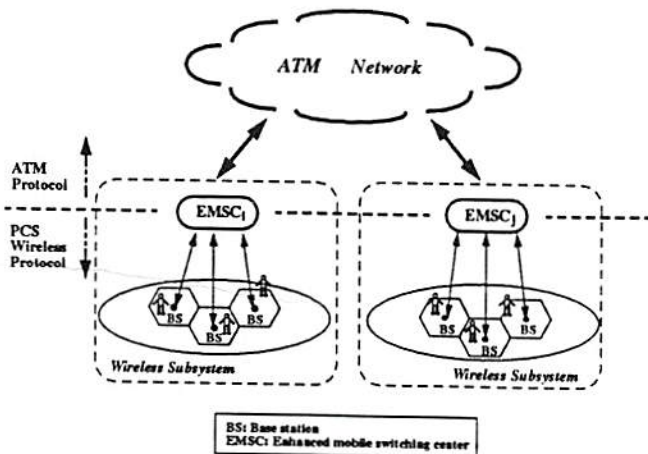 ATM Network
ATM
Protocol
PCS
Wireless
Protocol
EMSCi
EMSCj
BS
BS
BS
BS
BS
BS
Wireless Subsystem
Wireless Subsystem
BS: Base station
EMSC: Enhanced mobile switching center